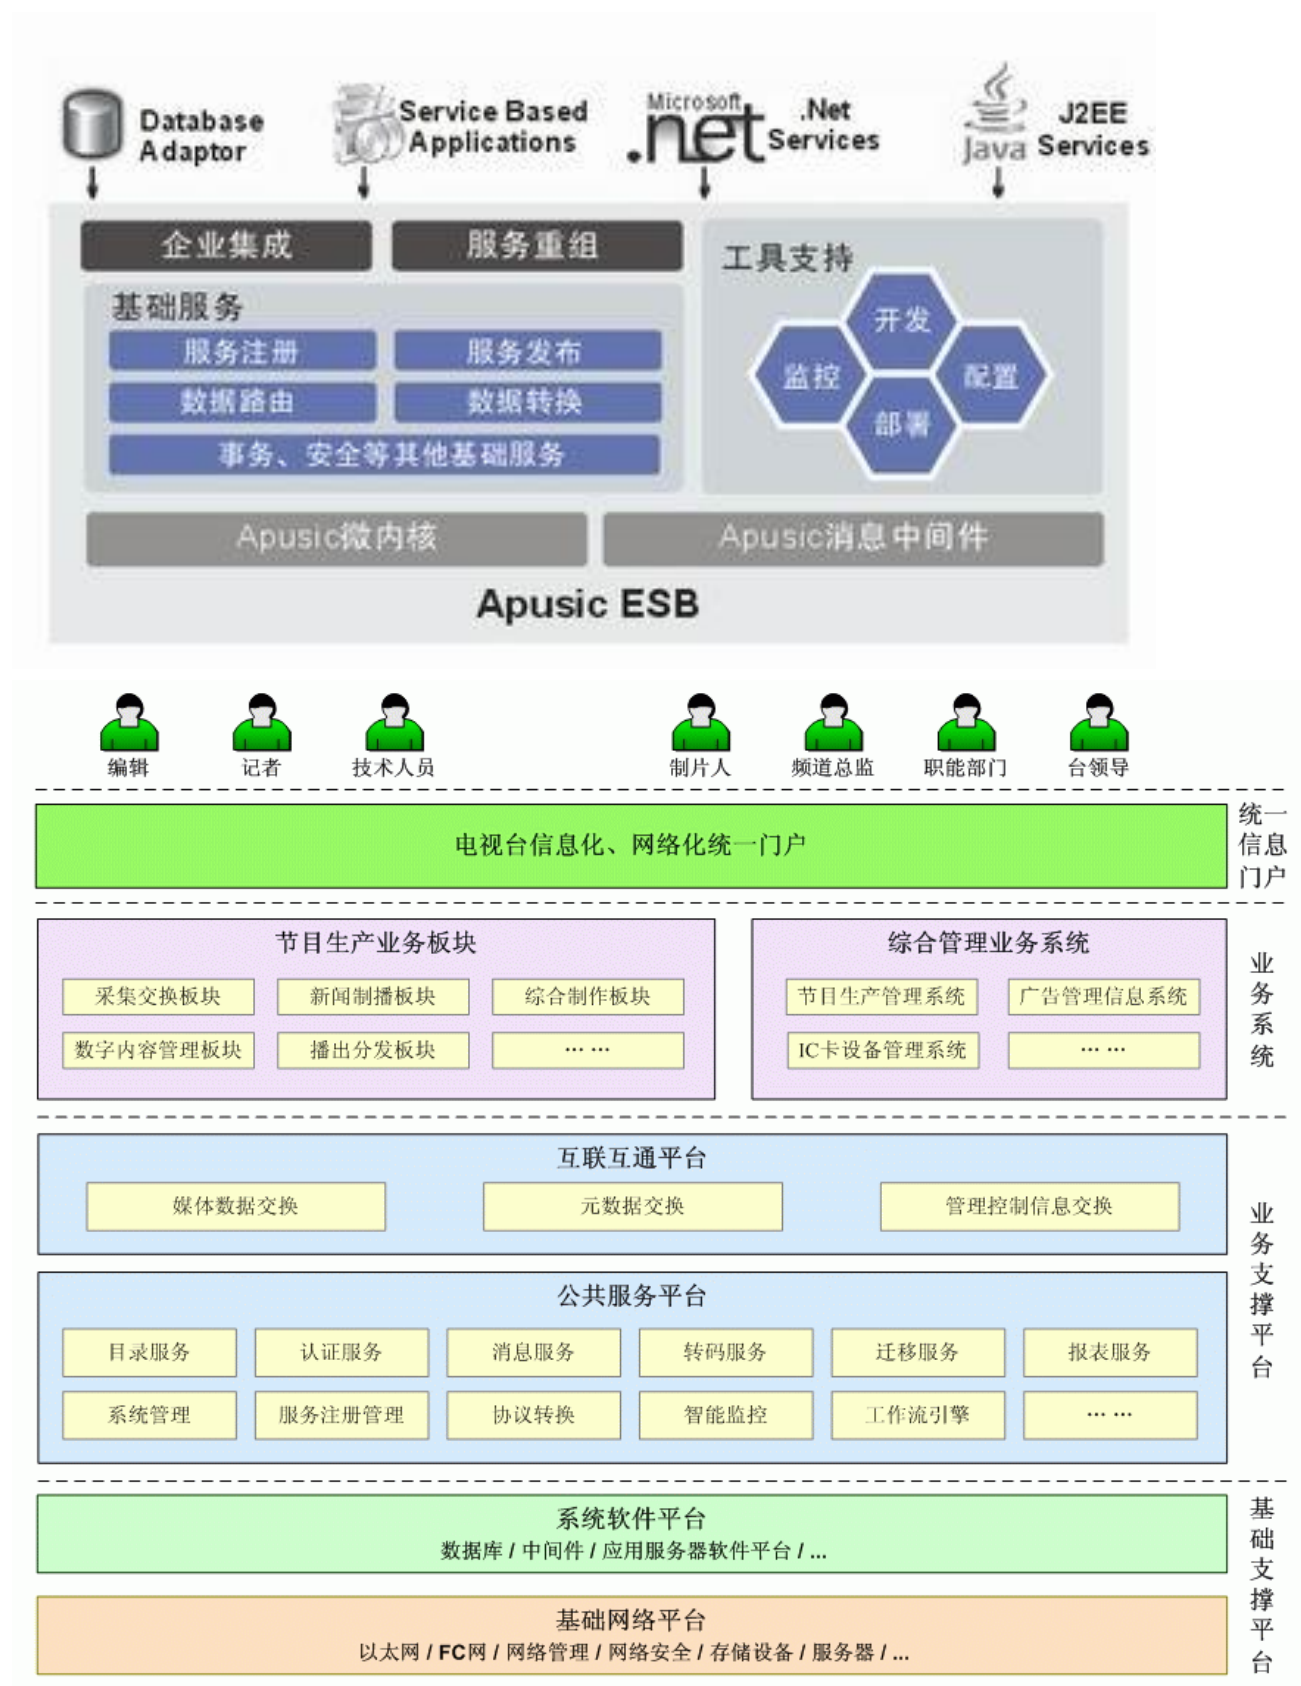 Database
Adaptor
Service Based
Applications
Microsoft
.net
.Net
Services
Java
J2EE
Services
企业集成
服务重组
工具支持
基础服务
服务注册
服务发布
数据路由
数据转换
事务、安全等其他基础服务
开发
监控
配置
部署
Apusic微内核
Apusic消息中间件
Apusic ESB
编辑
记者
技术人员
制片人
频道总监
职能部门
台领导
电视台信息化、网络化统一门户
统一
信息
门户
节目生产业务板块
采集交换板块
新闻制播板块
综合制作板块
数字内容管理板块
播出分发板块
... ...
综合管理业务系统
节目生产管理系统
广告管理信息系统
IC卡设备管理系统
... ...
业务系统
互联互通平台
媒体数据交换
元数据交换
管理控制信息交换
公共服务平台
目录服务
认证服务
消息服务
转码服务
迁移服务
报表服务
系统管理
服务注册管理
协议转换
智能监控
工作流引擎
... ...
业务支撑平台
系统软件平台
数据库 / 中间件 / 应用服务器软件平台 / ...
基础网络平台
以太网 / FC网 / 网络管理 / 网络安全 / 存储设备 / 服务器 / ...
基础支撑平台